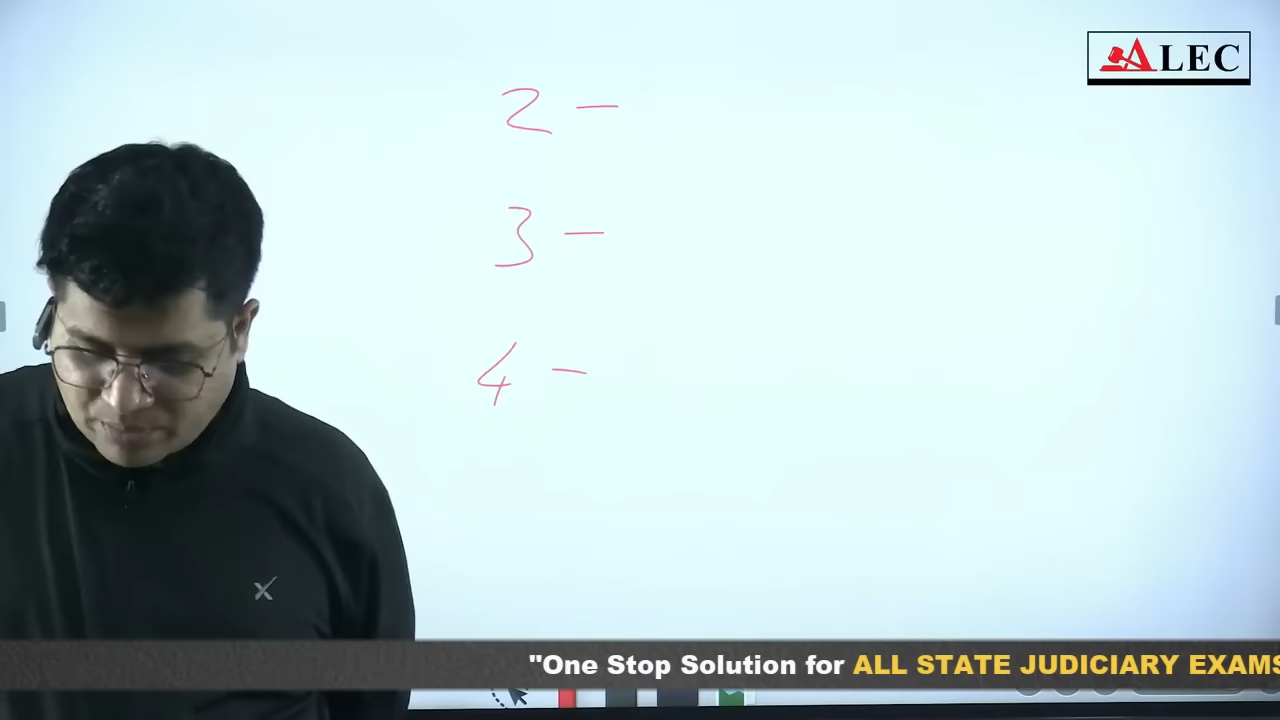 ALEC
2 -
3 -
4 -
"One Stop Solution for ALL STATE JUDICIARY EXAMS